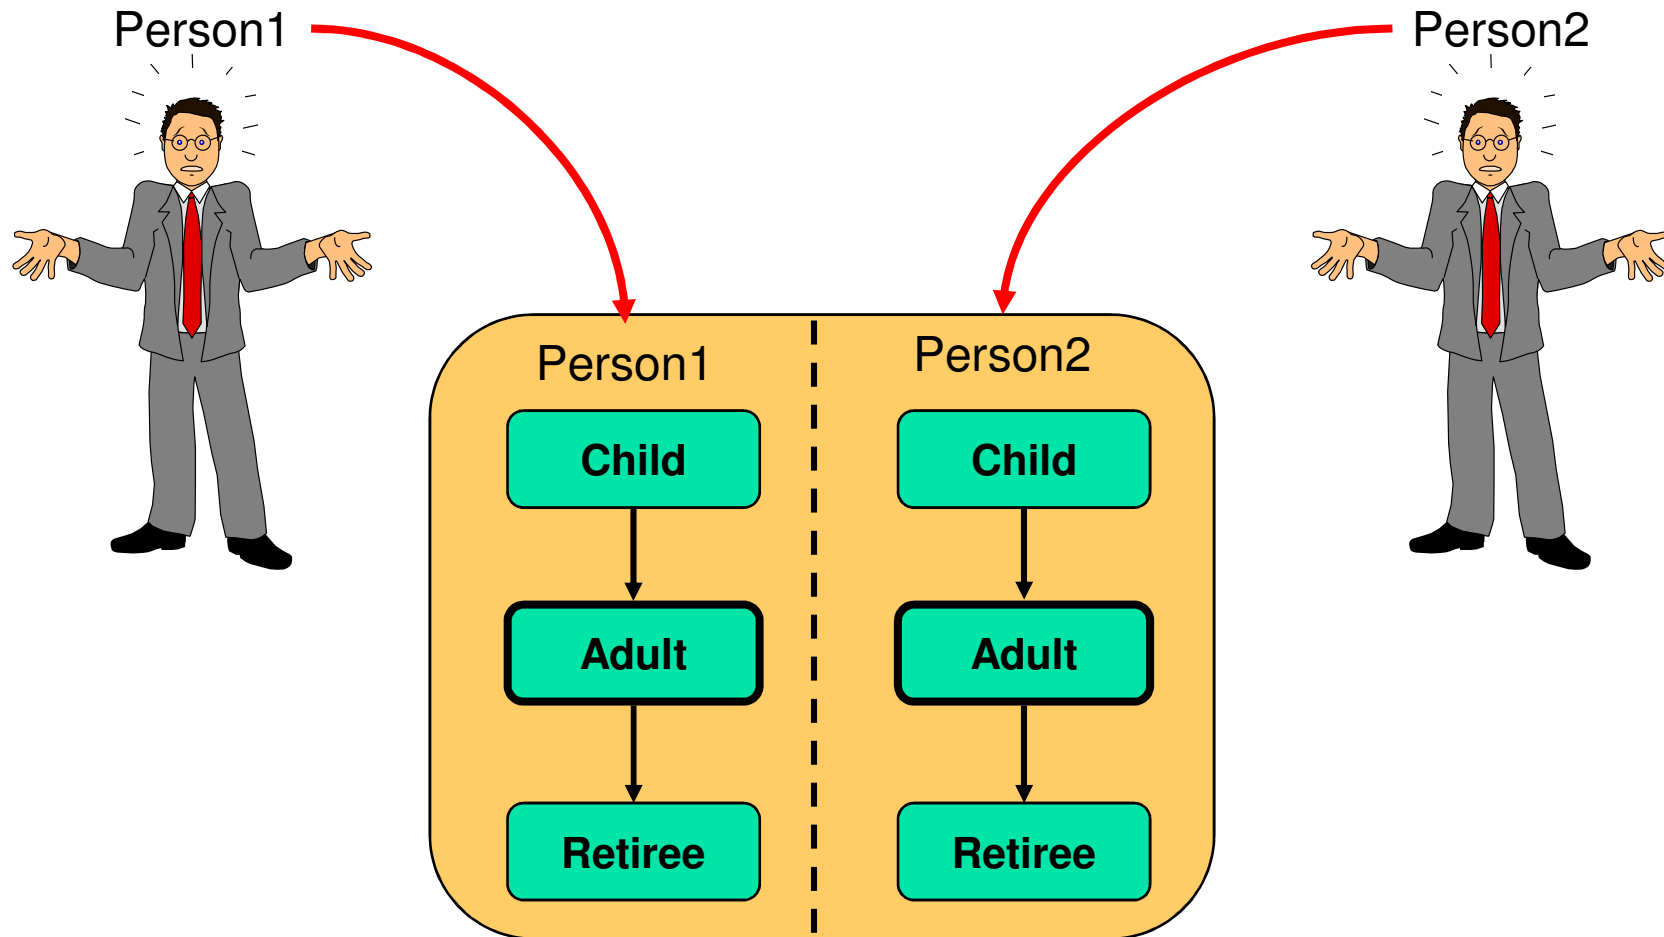 Person1
Person2
Person1
Person2
Child
Child
Adult
Adult
Retiree
Retiree